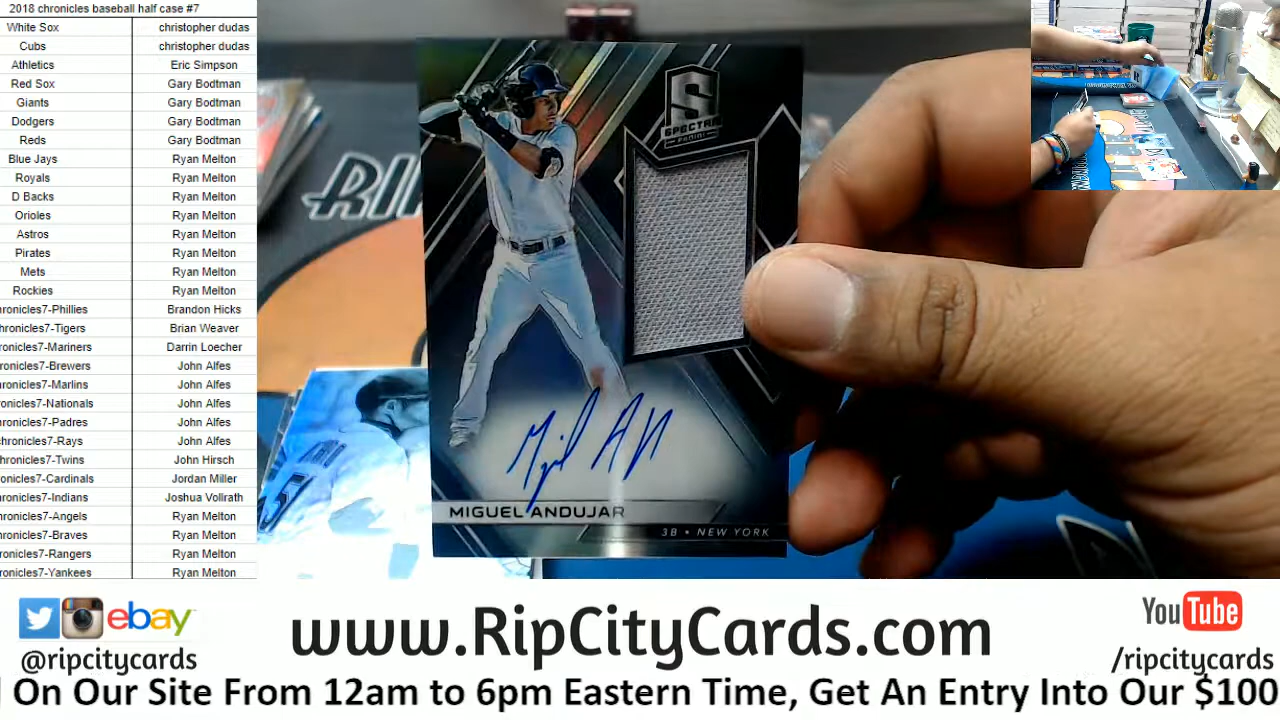 2018 chronicles baseball half case #7
White Sox christopher dudas
Cubs christopher dudas
Athletics Eric Simpson
Red Sox Gary Bodtman
Giants Gary Bodtman
Dodgers Gary Bodtman
Reds Gary Bodtman
Blue Jays Ryan Melton
Royals Ryan Melton
D Backs Ryan Melton
Orioles Ryan Melton
Astros Ryan Melton
Pirates Ryan Melton
Mets Ryan Melton
Rockies Ryan Melton
hronicles7-Phillies Brandon Hicks
hronicles7-Tigers Brian Weaver
hronicles7-Mariners Darrin Loecher
ronicles7-Brewers John Alfes
ronicles7-Marlins John Alfes
ronicles7-Nationals John Alfes
ronicles7-Padres John Alfes
chronicles7-Rays John Alfes
hronicles7-Twins John Hirsch
ronicles7-Cardinals Jordan Miller
ronicles7-Indians Joshua Vollrath
hronicles7-Angels Ryan Melton
ronicles7-Braves Ryan Melton
ronicles7-Rangers Ryan Melton
ronicles7-Yankees Ryan Melton
S
SPECTRA
PANINI
RI
MIGUEL ANDUJAR
3B • NEW YORK
ebay
@ripcitycards
www.RipCityCards.com
YouTube
/ripcitycards
On Our Site From 12am to 6pm Eastern Time, Get An Entry Into Our $100